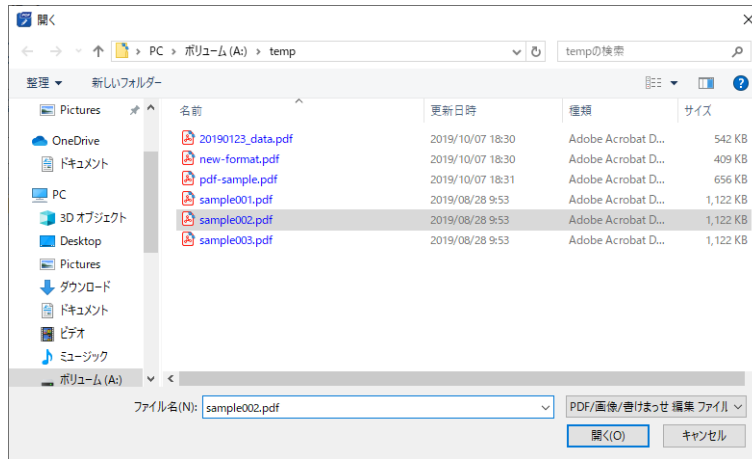 開く
PC › ボリューム (A:) › temp
tempの検索
整理 新しいフォルダー
名前 更新日時 種類 サイズ
Pictures
OneDrive
ドキュメント
PC
3D オブジェクト
Desktop
Pictures
ダウンロード
ドキュメント
ビデオ
ミュージック
ボリューム (A:)
20190123_data.pdf 2019/10/07 18:30 Adobe Acrobat D... 542 KB
new-format.pdf 2019/10/07 18:30 Adobe Acrobat D... 409 KB
pdf-sample.pdf 2019/10/07 18:31 Adobe Acrobat D... 656 KB
sample001.pdf 2019/08/28 9:53 Adobe Acrobat D... 1,122 KB
sample002.pdf 2019/08/28 9:53 Adobe Acrobat D... 1,122 KB
sample003.pdf 2019/08/28 9:53 Adobe Acrobat D... 1,122 KB
ファイル名(N): sample002.pdf
PDF/画像/書けまっせ 編集 ファイル
開く(O) キャンセル